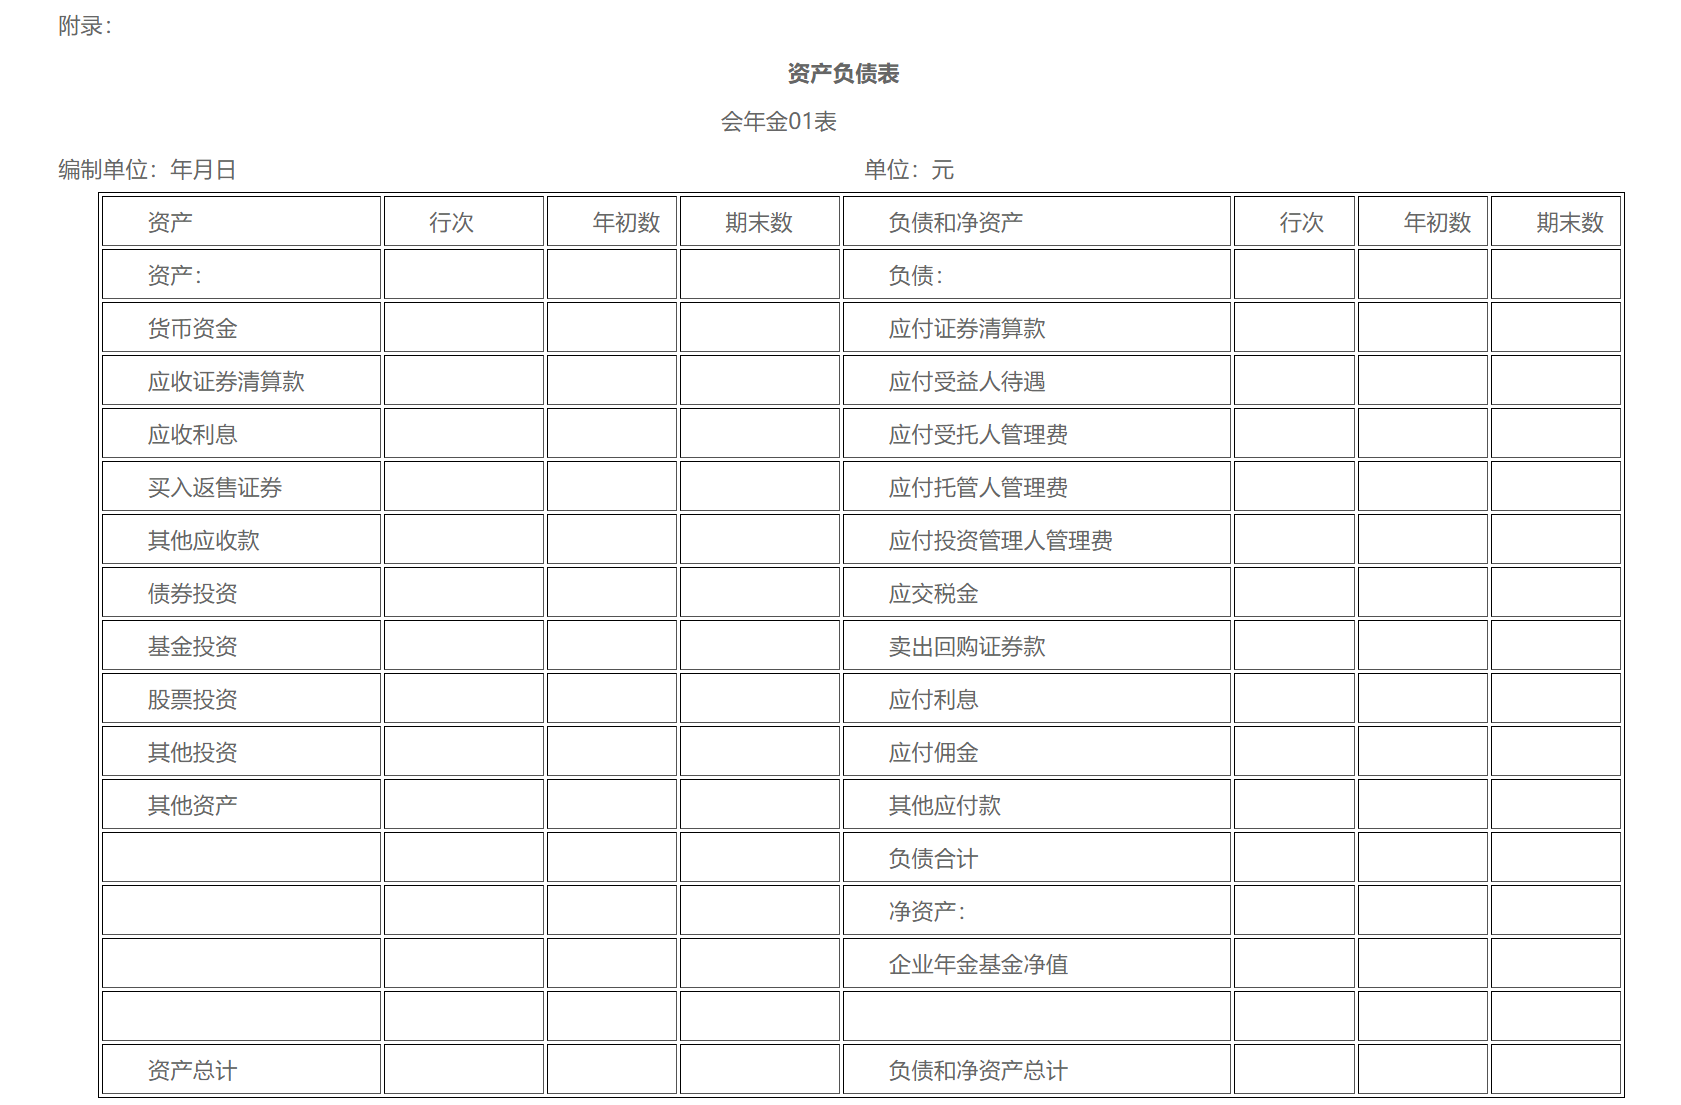 附录：
资产负债表
会年金01表
编制单位：年月日 单位：元
资产 行次 年初数 期末数 负债和净资产 行次 年初数 期末数
资产： 负债：
货币资金 应付证券清算款
应收证券清算款 应付受益人待遇
应收利息 应付受托人管理费
买入返售证券 应付托管人管理费
其他应收款 应付投资管理人管理费
债券投资 应交税金
基金投资 卖出回购证券款
股票投资 应付利息
其他投资 应付佣金
其他资产 其他应付款
负债合计
净资产：
企业年金基金净值
资产总计 负债和净资产总计